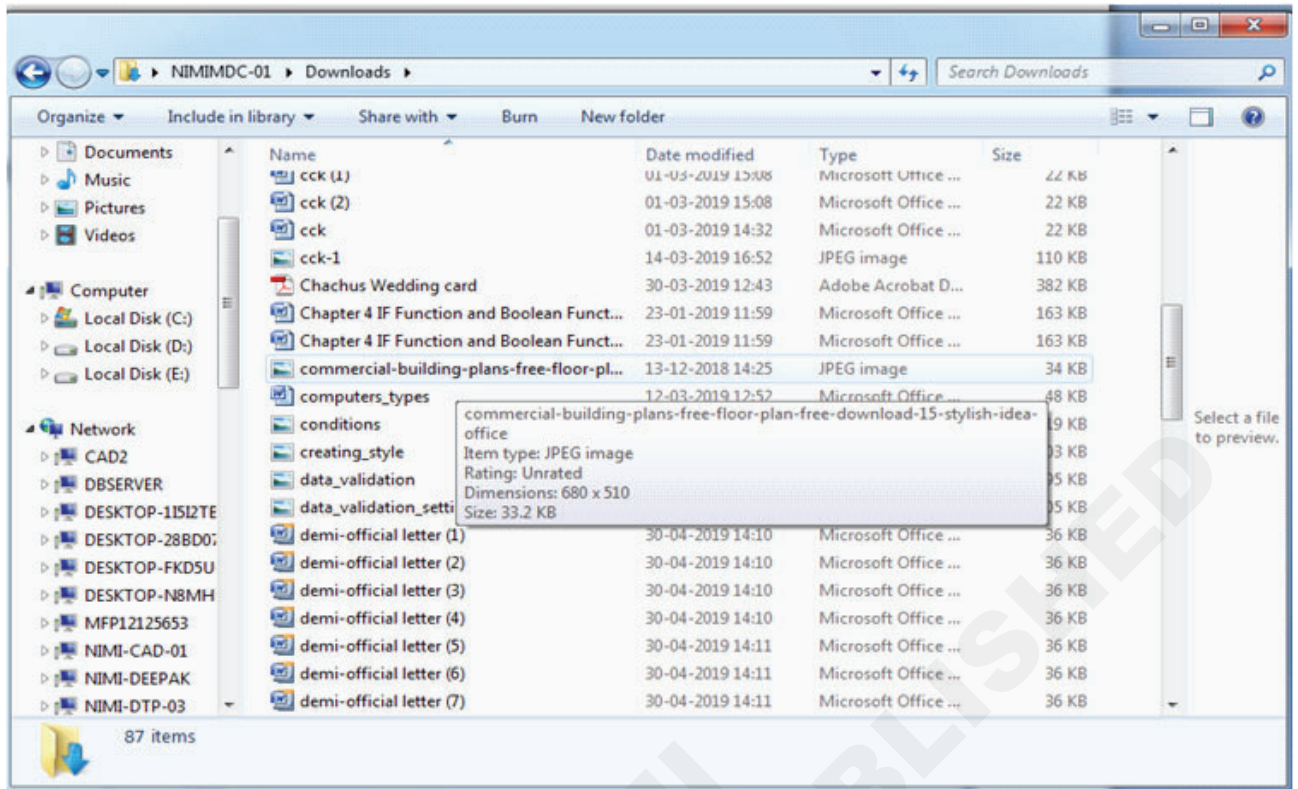 NIMIMDC-01 Downloads
Search Downloads
Organize Include in library Share with Burn New folder
Documents
Music
Pictures
Videos
Computer
Local Disk (C:)
Local Disk (D:)
Local Disk (E:)
Network
CAD2
DBSERVER
DESKTOP-1I5I2TE
DESKTOP-28BD07
DESKTOP-FKD5U
DESKTOP-N8MH
MFP12125653
NIMI-CAD-01
NIMI-DEEPAK
NIMI-DTP-03
Name Date modified Type Size
cck (1) 01-03-2019 15:08 Microsoft Office ... 22 KB
cck (2) 01-03-2019 15:08 Microsoft Office ... 22 KB
cck 01-03-2019 14:32 Microsoft Office ... 22 KB
cck-1 14-03-2019 16:52 JPEG image 110 KB
Chachus Wedding card 30-03-2019 12:43 Adobe Acrobat D... 382 KB
Chapter 4 IF Function and Boolean Funct... 23-01-2019 11:59 Microsoft Office ... 163 KB
Chapter 4 IF Function and Boolean Funct... 23-01-2019 11:59 Microsoft Office ... 163 KB
commercial-building-plans-free-floor-pl... 13-12-2018 14:25 JPEG image 34 KB
computers_types 12-03-2019 12:52 Microsoft Office ... 48 KB
conditions 9 KB
creating_style 3 KB
data_validation 5 KB
data_validation_setti 5 KB
commercial-building-plans-free-floor-plan-free-download-15-stylish-idea-
office
Item type: JPEG image
Rating: Unrated
Dimensions: 680 x 510
Size: 33.2 KB
demi-official letter (1) 30-04-2019 14:10 Microsoft Office ... 36 KB
demi-official letter (2) 30-04-2019 14:10 Microsoft Office ... 36 KB
demi-official letter (3) 30-04-2019 14:10 Microsoft Office ... 36 KB
demi-official letter (4) 30-04-2019 14:10 Microsoft Office ... 36 KB
demi-official letter (5) 30-04-2019 14:11 Microsoft Office ... 36 KB
demi-official letter (6) 30-04-2019 14:11 Microsoft Office ... 36 KB
demi-official letter (7) 30-04-2019 14:11 Microsoft Office ... 36 KB
Select a file
to preview.
87 items
BLISHED